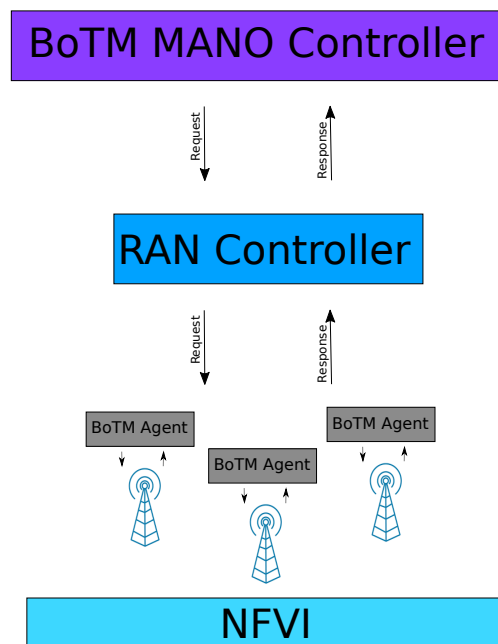 BoTM MANO Controller
Request
Response
RAN Controller
Request
Response
BoTM Agent
BoTM Agent
BoTM Agent
NFVI